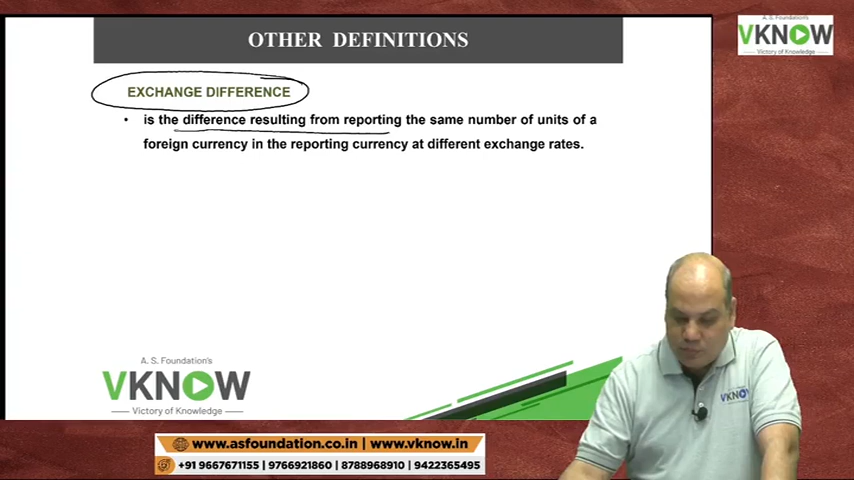 OTHER DEFINITIONS
A. S. Foundation's
VKNOW
Victory of Knowledge
EXCHANGE DIFFERENCE
• is the difference resulting from reporting the same number of units of a
foreign currency in the reporting currency at different exchange rates.
A. S. Foundation's
VKNOW
Victory of Knowledge
VKNOW
www.asfoundation.co.in | www.vknow.in
+91 9667671155 | 9766921860 | 8788968910 | 9422365495